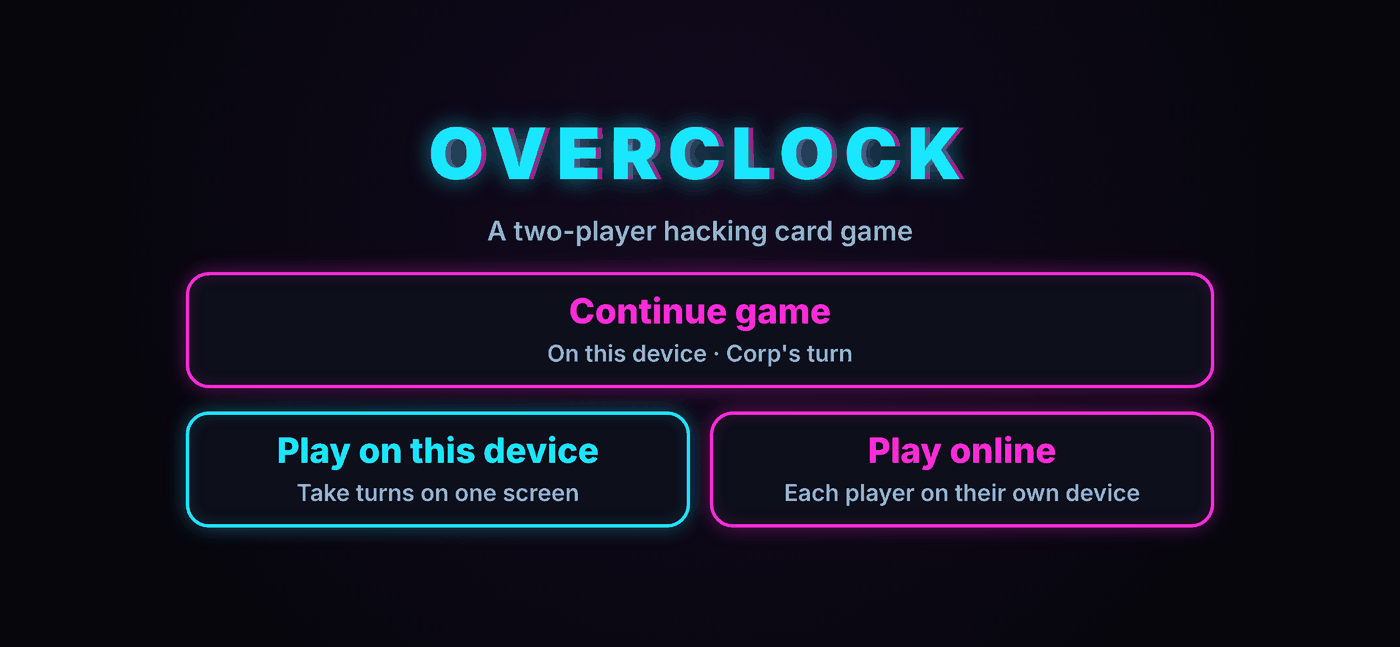 OVERCLOCK
A two-player hacking card game
Continue game
On this device · Corp's turn
Play on this device
Take turns on one screen
Play online
Each player on their own device